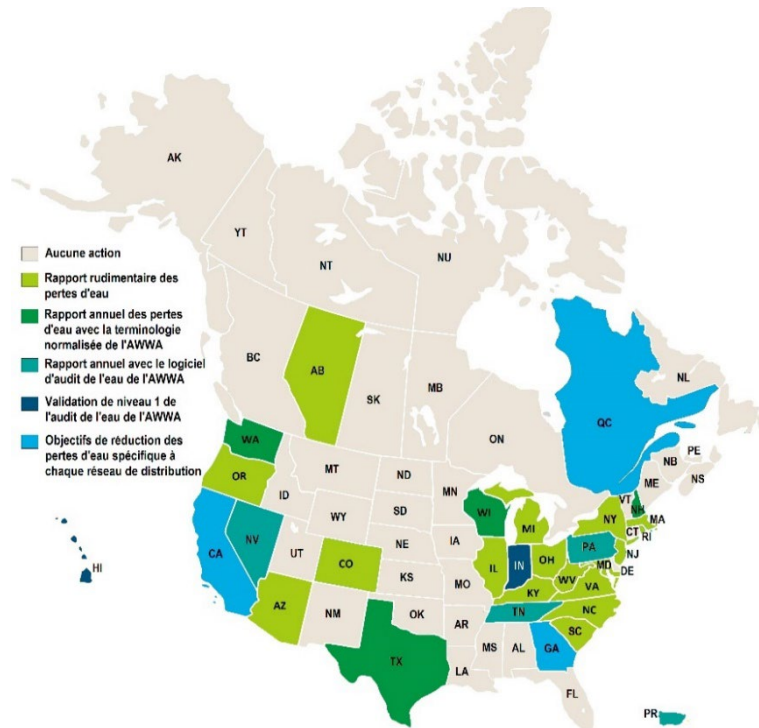 AK
YT
NT
NU
Aucune action
Rapport rudimentaire des
pertes d'eau
Rapport annuel des pertes
d'eau avec la terminologie
normalisée de l'AWWA
Rapport annuel avec le logiciel
d'audit de l'eau de l'AWWA
Validation de niveau 1 de
l'audit de l'eau de l'AWWA
Objectifs de réduction des
pertes d'eau spécifique à
chaque réseau de distribution
BC
AB
SK
MB
ON
QC
NL
NB
PE
NS
WA
OR
MT
ID
ND
MN
WI
MI
NY
VT
NH
ME
MA
CT
RI
CA
NV
UT
WY
SD
NE
IA
IL
IN
OH
PA
NJ
MD
DE
HI
AZ
CO
NM
KS
OK
MO
KY
WV
VA
TN
NC
SC
TX
AR
LA
MS
AL
GA
FL
PR